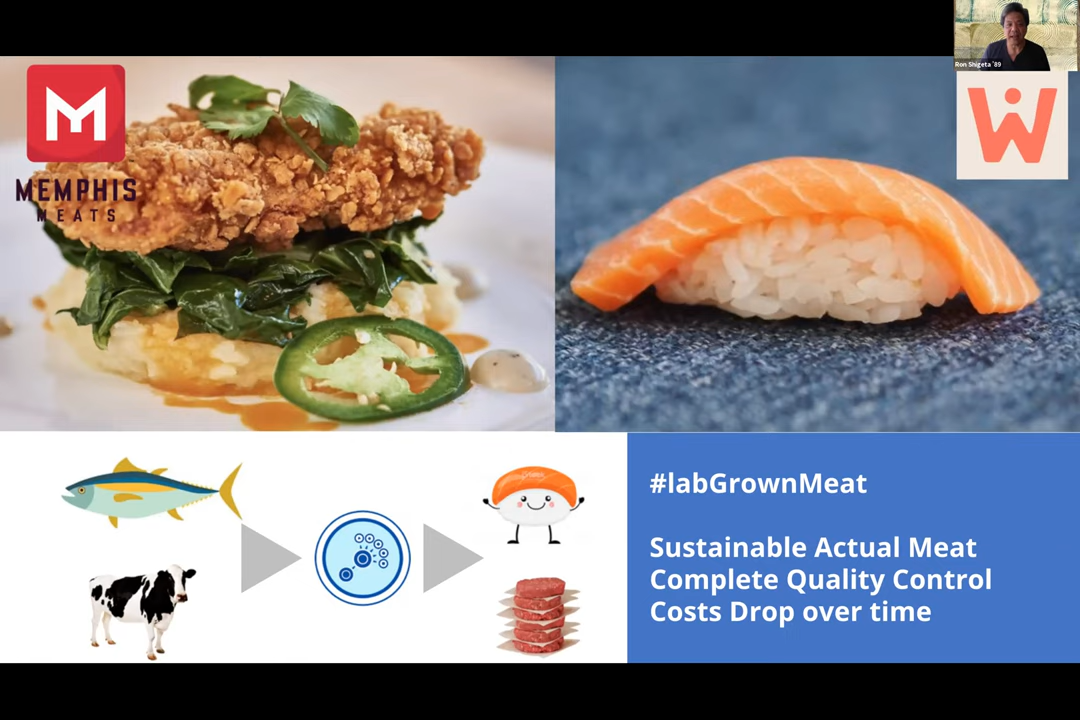 Ron Shigeta '89
M
MEMPHIS
MEATS
W
#labGrownMeat
Sustainable Actual Meat
Complete Quality Control
Costs Drop over time